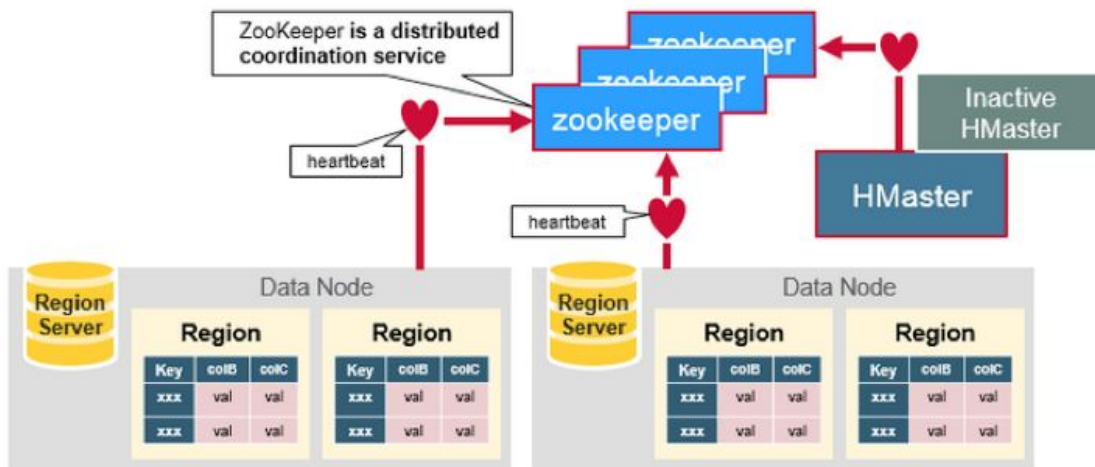 ZooKeeper is a distributed
coordination service
zookeeper
zookeeper
zookeeper
Inactive
HMaster
HMaster
heartbeat
heartbeat
Region
Server
Data Node
Region
Key colB colC
xxx val val
xxx val val
Region
Key colB colC
xxx val val
xxx val val
Region
Server
Data Node
Region
Key colB colC
xxx val val
xxx val val
Region
Key colB colC
xxx val val
xxx val val